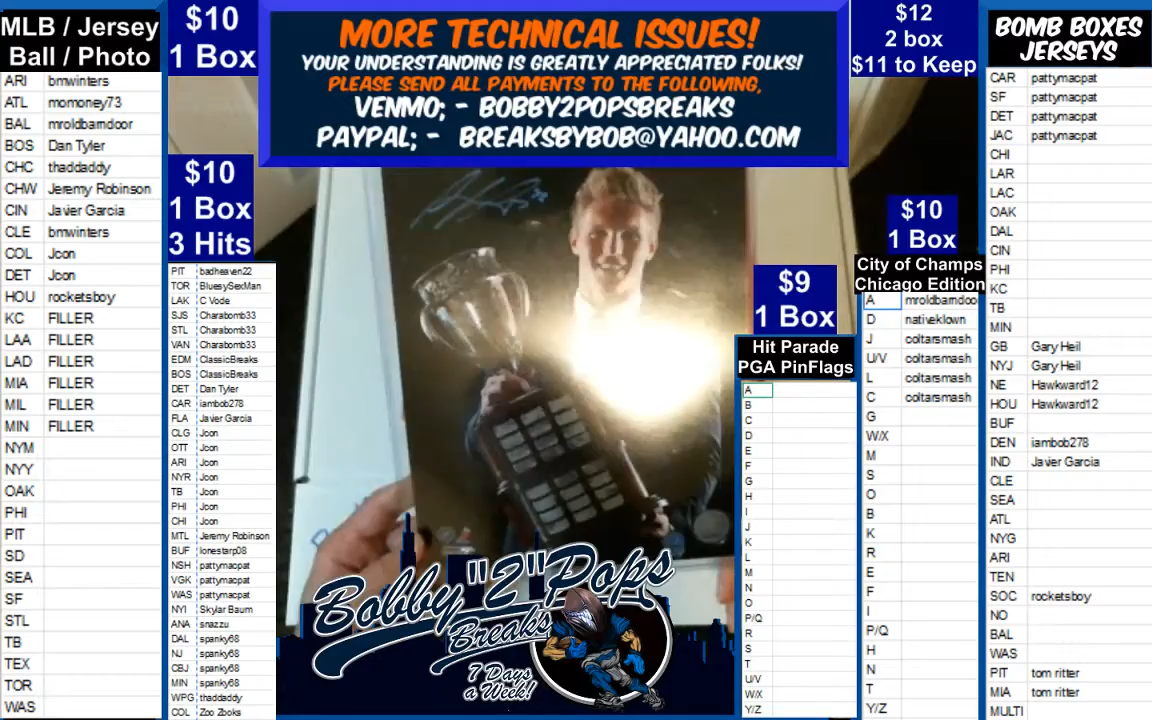 MLB / Jersey
Ball / Photo
ARI bmwinters
ATL momoney73
BAL mroldbarndoor
BOS Dan Tyler
CHC thaddaddy
CHW Jeremy Robinson
CIN Javier Garcia
CLE bmwinters
COL Jcon
DET Jcon
HOU rocketsboy
KC FILLER
LAA FILLER
LAD FILLER
MIA FILLER
MIL FILLER
MIN FILLER
NYM
NYY
OAK
PHI
PIT
SD
SEA
SF
STL
TB
TEX
TOR
WAS
$10
1 Box
$10
1 Box
3 Hits
PIT badheaven22
TOR BluesySexMan
LAK C Vode
SJS Charabomb33
STL Charabomb33
VAN Charabomb33
EDM ClassicBreaks
BOS ClassicBreaks
DET Dan Tyler
CAR iambob278
FLA Javier Garcia
CLG Jcon
OTT Jcon
ARI Jcon
NYR Jcon
TB Jcon
PHI Jcon
CHI Jcon
MTL Jeremy Robinson
BUF lonestarp08
NSH pattymacpat
VGK pattymacpat
WAS pattymacpat
NYI Skylar Baum
ANA snazzu
DAL spanky68
NJ spanky68
CBJ spanky68
MIN spanky68
WPG thaddaddy
COL Zoo Zboks
MORE TECHNICAL ISSUES!
YOUR UNDERSTANDING IS GREATLY APPRECIATED FOLKS!
PLEASE SEND ALL PAYMENTS TO THE FOLLOWING,
VENMO; - BOBBY2POPSBREAKS
PAYPAL; - BREAKSBYBOB@YAHOO.COM
Bobby "2" Pops
Breaks
7 Days
a Week!
$9
1 Box
Hit Parade
PGA PinFlags
A
B
C
D
E
F
G
H
I
J
K
L
M
N
O
P/Q
R
S
T
U/V
W/X
Y/Z
$12
2 box
$11 to Keep
$10
1 Box
City of Champs
Chicago Edition
A mroldbarndoo
D nativeklown
J coltarsmash
U/V coltarsmash
L coltarsmash
C coltarsmash
G
W/X
M
S
O
B
K
R
E
F
I
P/Q
H
N
T
Y/Z
BOMB BOXES
JERSEYS
CAR pattymacpat
SF pattymacpat
DET pattymacpat
JAC pattymacpat
CHI
LAR
LAC
OAK
DAL
CIN
PHI
KC
TB
MIN
GB Gary Heil
NYJ Gary Heil
NE Hawkward12
HOU Hawkward12
BUF
DEN iambob278
IND Javier Garcia
CLE
SEA
ATL
NYG
ARI
TEN
SOC rocketsboy
NO
BAL
WAS
PIT tom ritter
MIA tom ritter
MULTI